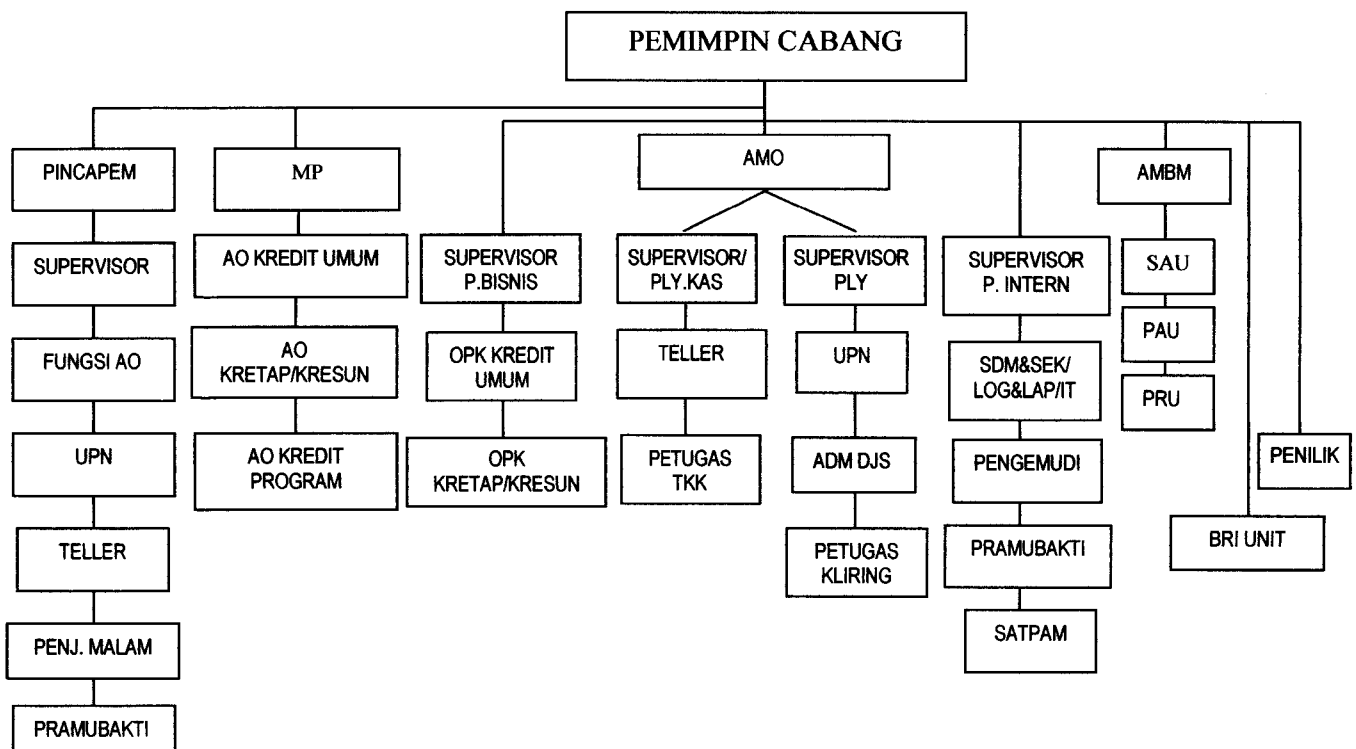 PEMIMPIN CABANG
PINCAPEM
SUPERVISOR
FUNGSI AO
UPN
TELLER
PENJ. MALAM
PRAMUBAKTI
MP
AO KREDIT UMUM
AO
KRETAP/KRESUN
AO KREDIT
PROGRAM
SUPERVISOR
P.BISNIS
OPK KREDIT
UMUM
OPK
KRETAP/KRESUN
AMO
SUPERVISOR/
PLY.KAS
TELLER
PETUGAS
TKK
SUPERVISOR
PLY
UPN
ADM DJS
PETUGAS
KLIRING
SUPERVISOR
P. INTERN
SDM&SEK/
LOG&LAP/IT
PENGEMUDI
PRAMUBAKTI
SATPAM
AMBM
SAU
PAU
PRU
BRI UNIT
PENILIK